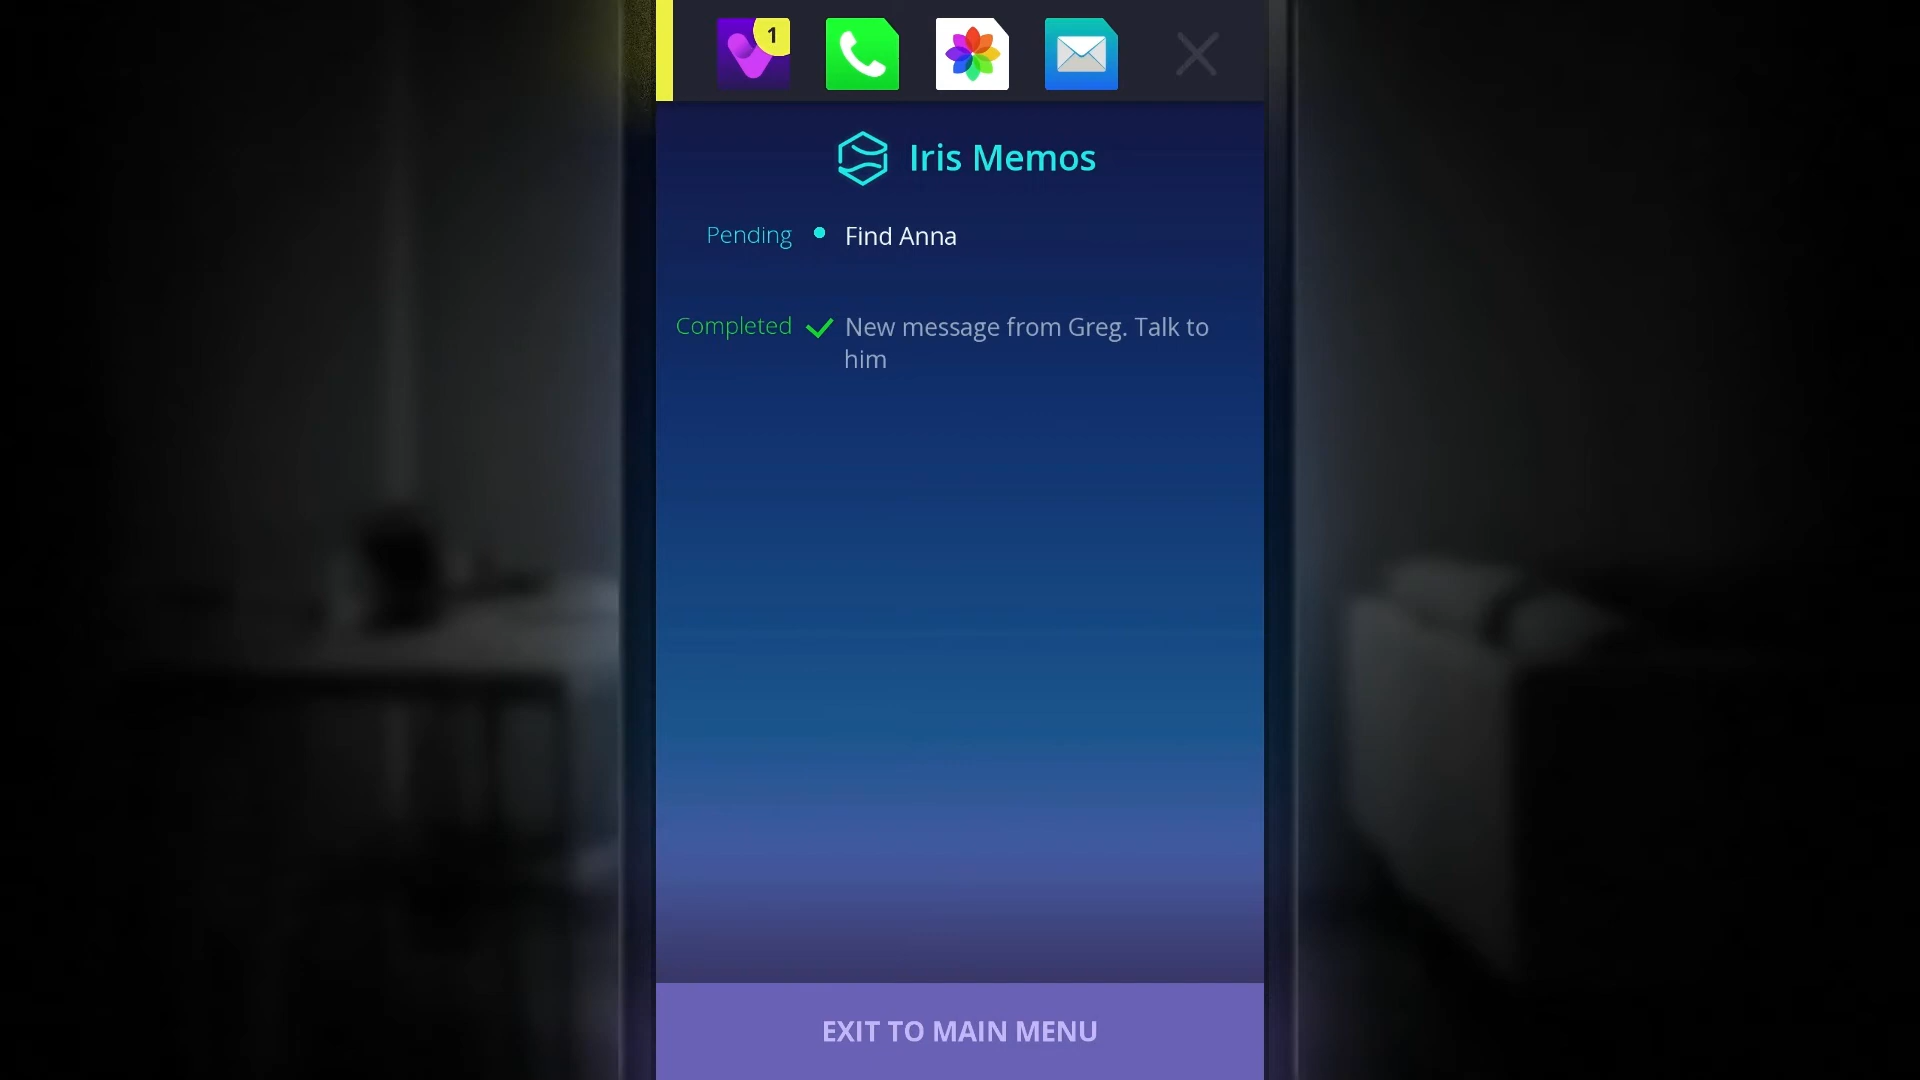 1
Iris Memos
Pending
Find Anna
Completed
New message from Greg. Talk to
him
EXIT TO MAIN MENU